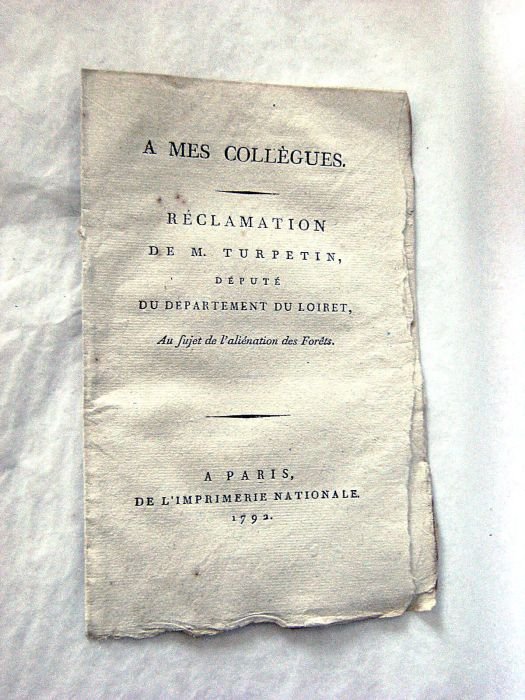 A MES COLLÈGUES.
RÉCLAMATION
DE M. TURPETIN,
DÉPUTÉ
DU DÉPARTEMENT DU LOIRET,
Au ſujet de l'aliénation des Forêts.
A PARIS,
DE L'IMPRIMERIE NATIONALE.
1792.